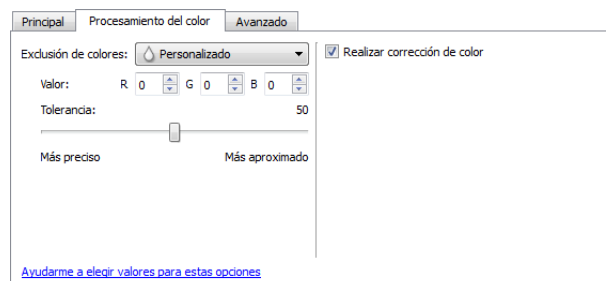 Principal Procesamiento del color Avanzado
Exclusión de colores: Personalizado Realizar corrección de color
Valor: R 0 G 0 B 0
Tolerancia: 50
Más preciso Más aproximado
Ayudarme a elegir valores para estas opciones